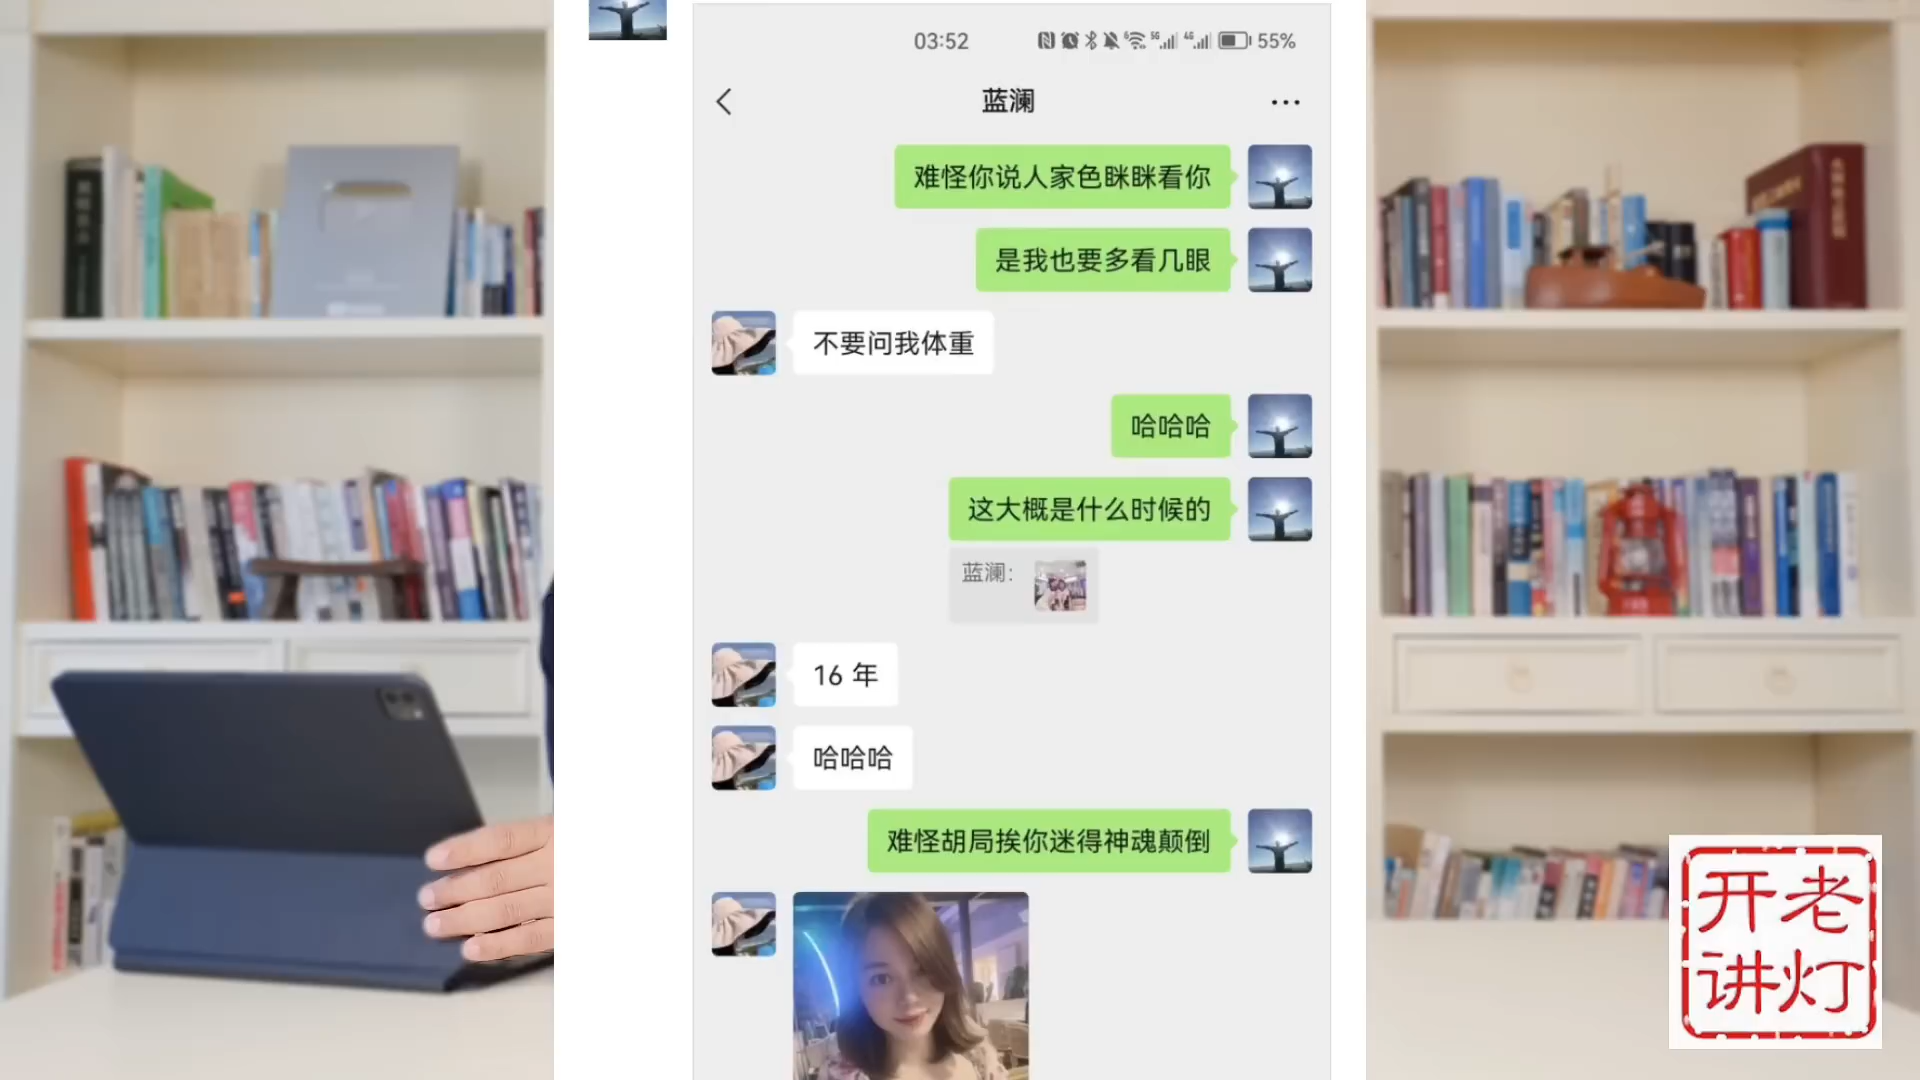 03:52
55%
蓝澜
难怪你说人家色眯眯看你
是我也要多看几眼
不要问我体重
哈哈哈
这大概是什么时候的
蓝澜：
16 年
哈哈哈
难怪胡局挨你迷得神魂颠倒
开老
讲灯